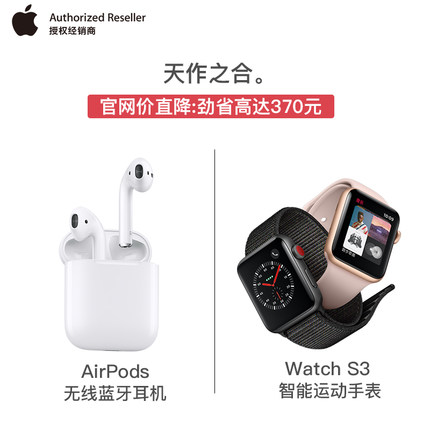 Authorized Reseller
授权经销商
天作之合。
官网价直降:劲省高达370元
AirPods
无线蓝牙耳机
Watch S3
智能运动手表